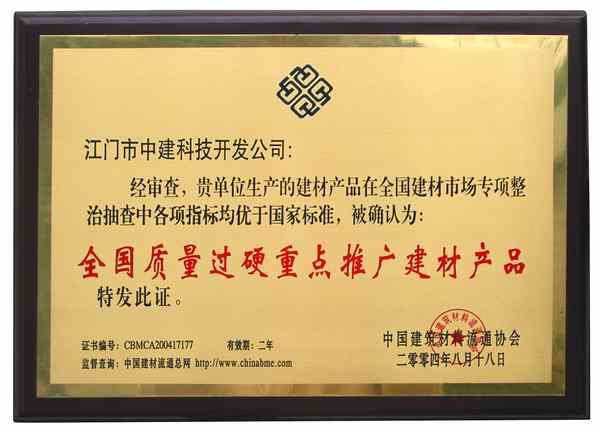 江门市中建科技开发公司：
经审查，贵单位生产的建材产品在全国建材市场专项整
治抽查中各项指标均优于国家标准，被确认为：
全国质量过硬重点推广建材产品
特发此证。
证书编号：CBMCA200417177 有效期：二年
监督查询：中国建材流通总网 http://www.chinabme.com
中国建筑材料流通协会
二零零四年八月十八日